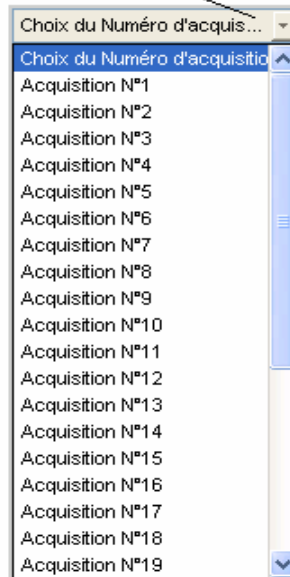 Choix du Numéro d'acquis...
Choix du Numéro d'acquisitio
Acquisition N°1
Acquisition N°2
Acquisition N°3
Acquisition N°4
Acquisition N°5
Acquisition N°6
Acquisition N°7
Acquisition N°8
Acquisition N°9
Acquisition N°10
Acquisition N°11
Acquisition N°12
Acquisition N°13
Acquisition N°14
Acquisition N°15
Acquisition N°16
Acquisition N°17
Acquisition N°18
Acquisition N°19